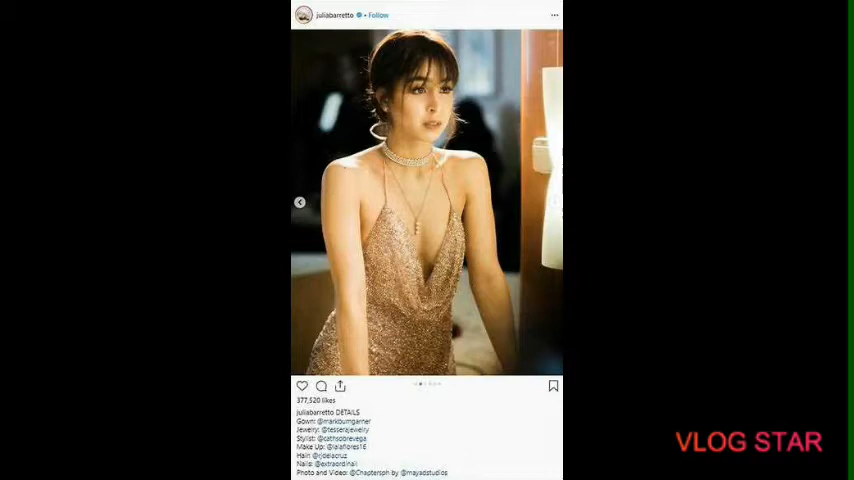 juliabarretto • Follow
377,520 likes
juliabarretto DETAILS
Gown: @markbumgarner
Jewelry: @tesserajewelry
Stylist: @cathsobrevega
Make Up: @lalaflores16
Hair: @rjdelacruz
Nails: @extraordinail
Photo and Video: @Chaptersph by @mayadstudios
VLOG STAR